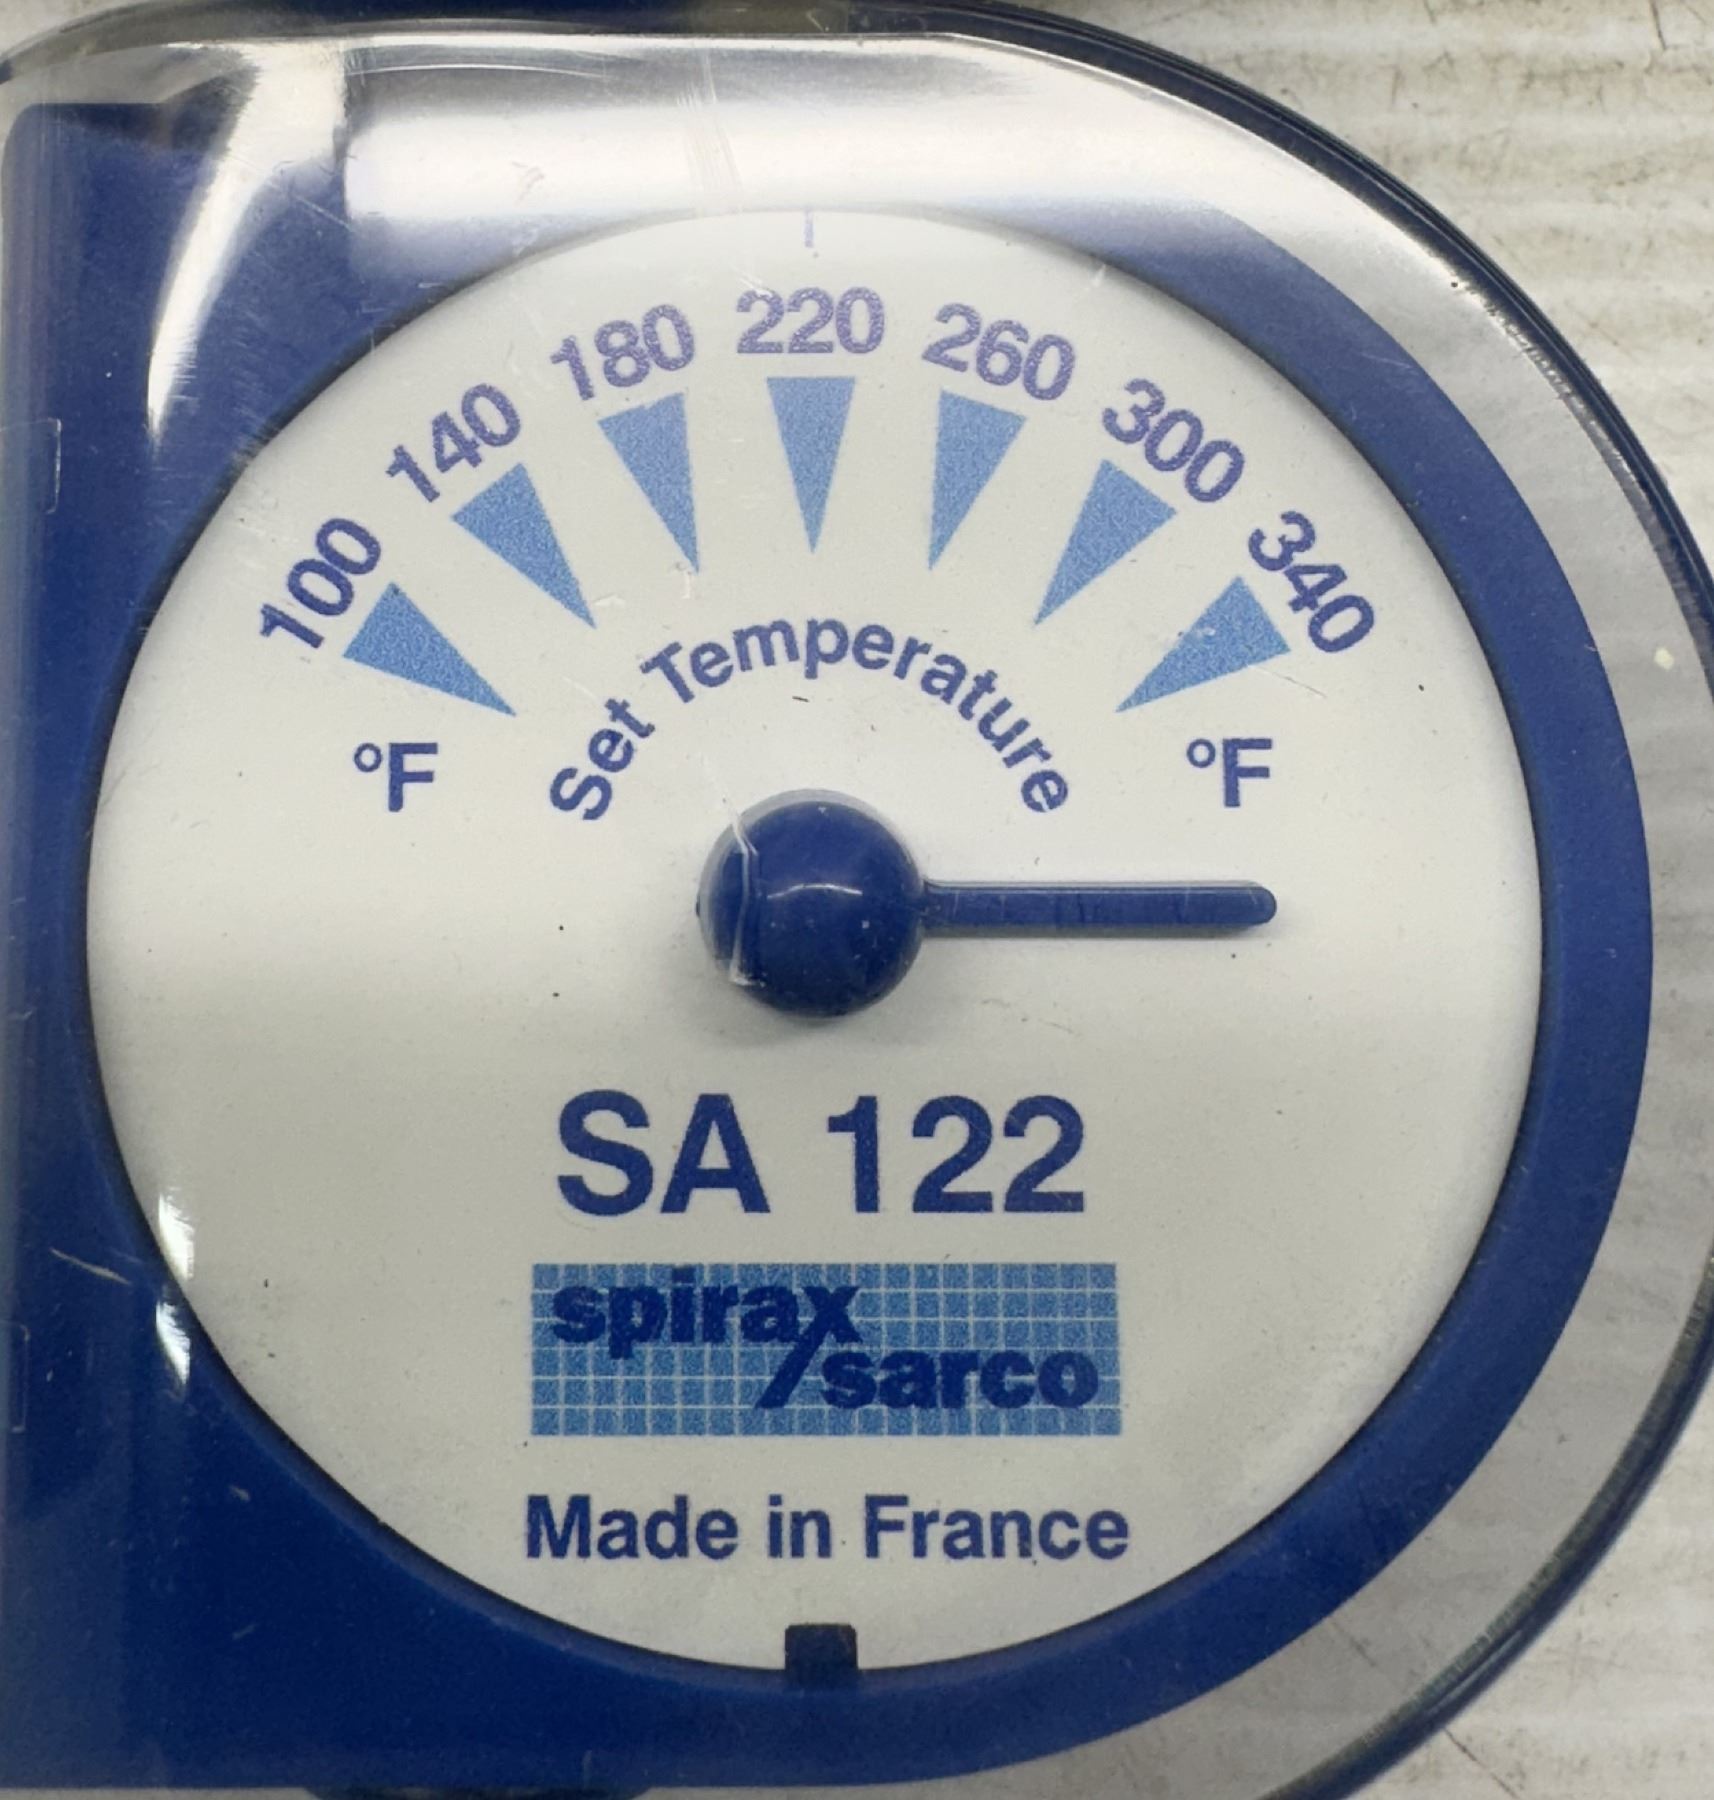 100 140 180 220 260 300 340
Set Temperature
°F °F
SA 122
spirax
sarco
Made in France